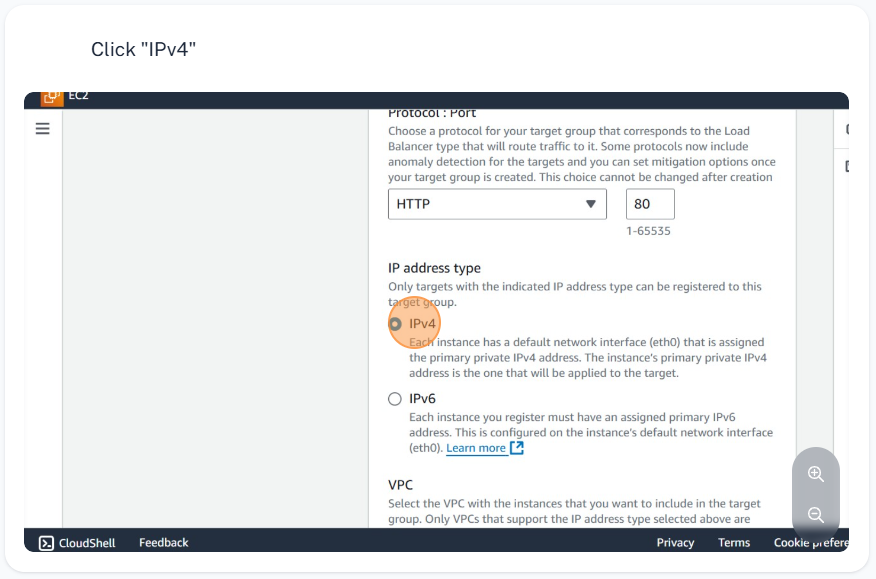 Click "IPv4"
EC2
Protocol : Port
Choose a protocol for your target group that corresponds to the Load
Balancer type that will route traffic to it. Some protocols now include
anomaly detection for the targets and you can set mitigation options once
your target group is created. This choice cannot be changed after creation
HTTP
80
1-65535
IP address type
Only targets with the indicated IP address type can be registered to this
target group.
IPv4
Each instance has a default network interface (eth0) that is assigned
the primary private IPv4 address. The instance's primary private IPv4
address is the one that will be applied to the target.
IPv6
Each instance you register must have an assigned primary IPv6
address. This is configured on the instance's default network interface
(eth0). Learn more
VPC
Select the VPC with the instances that you want to include in the target
group. Only VPCs that support the IP address type selected above are
CloudShell Feedback Privacy Terms Cookie prefere